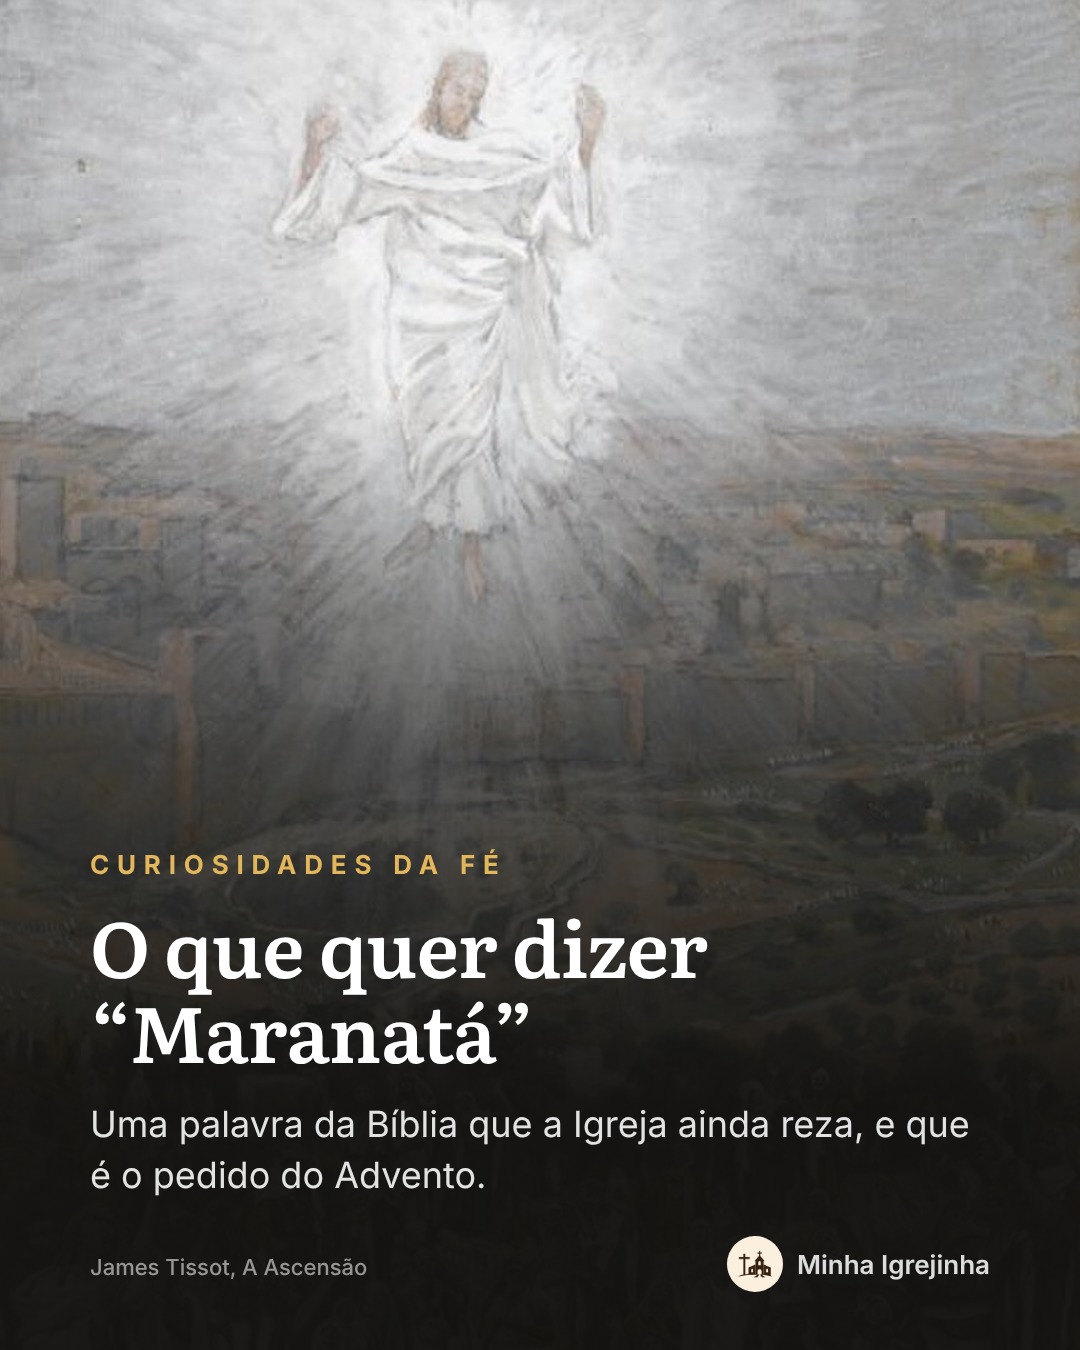 CURIOSIDADES DA FÉ
O que quer dizer
“Maranatá”
Uma palavra da Bíblia que a Igreja ainda reza, e que
é o pedido do Advento.
James Tissot, A Ascensão
Minha Igrejinha